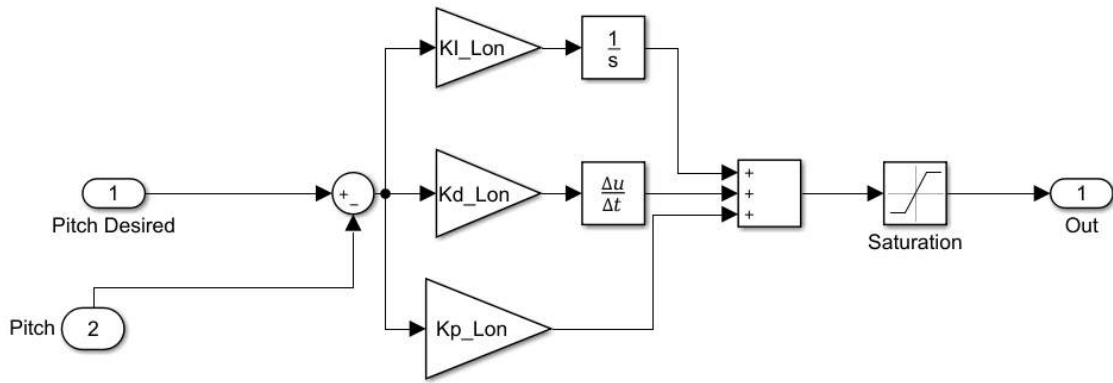 KI_Lon
1
s
1
Pitch Desired
+
−
Kd_Lon
Δu
Δt
+
+
+
Saturation
1
Out
Pitch
2
Kp_Lon